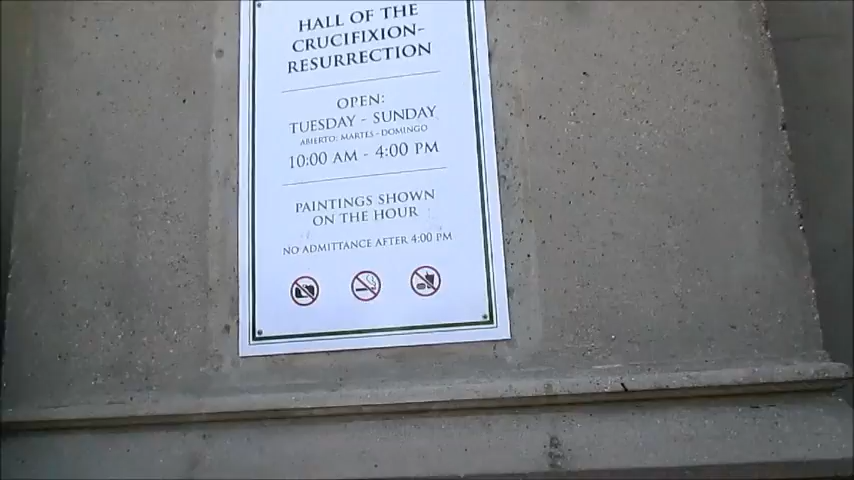 HALL OF THE
CRUCIFIXION-
RESURRECTION
OPEN:
TUESDAY - SUNDAY
ABIERTO: MARTES - DOMINGO
10:00 AM - 4:00 PM
PAINTINGS SHOWN
ON THE HOUR
NO ADMITTANCE AFTER 4:00 PM